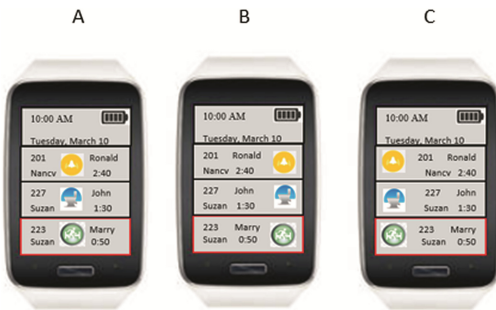 A
B
C
10:00 AM
Tuesday, March 10
201 Ronald
Nancy 2:40
227 John
Suzan 1:30
223 Marry
Suzan 0:50
10:00 AM
Tuesday, March 10
201 Ronald
Nancy 2:40
227 John
Suzan 1:30
223 Marry
Suzan 0:50
10:00 AM
Tuesday, March 10
201 Ronald
Nancy 2:40
227 John
Suzan 1:30
223 Marry
Suzan 0:50